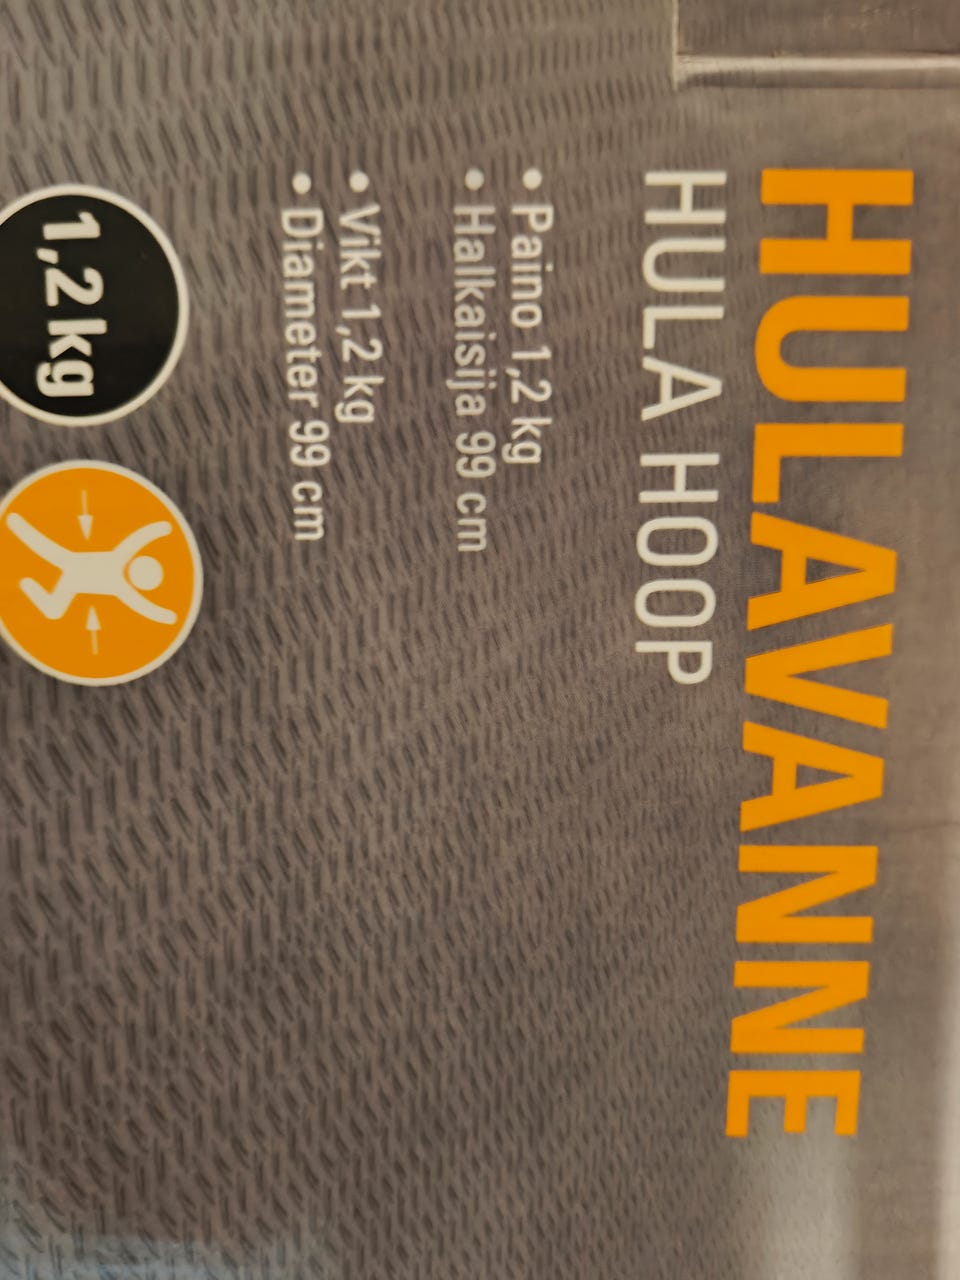 HULAVANNE
HULA HOOP
• Paino 1,2 kg
• Halkaisija 99 cm
• Vikt 1,2 kg
• Diameter 99 cm
1,2 kg